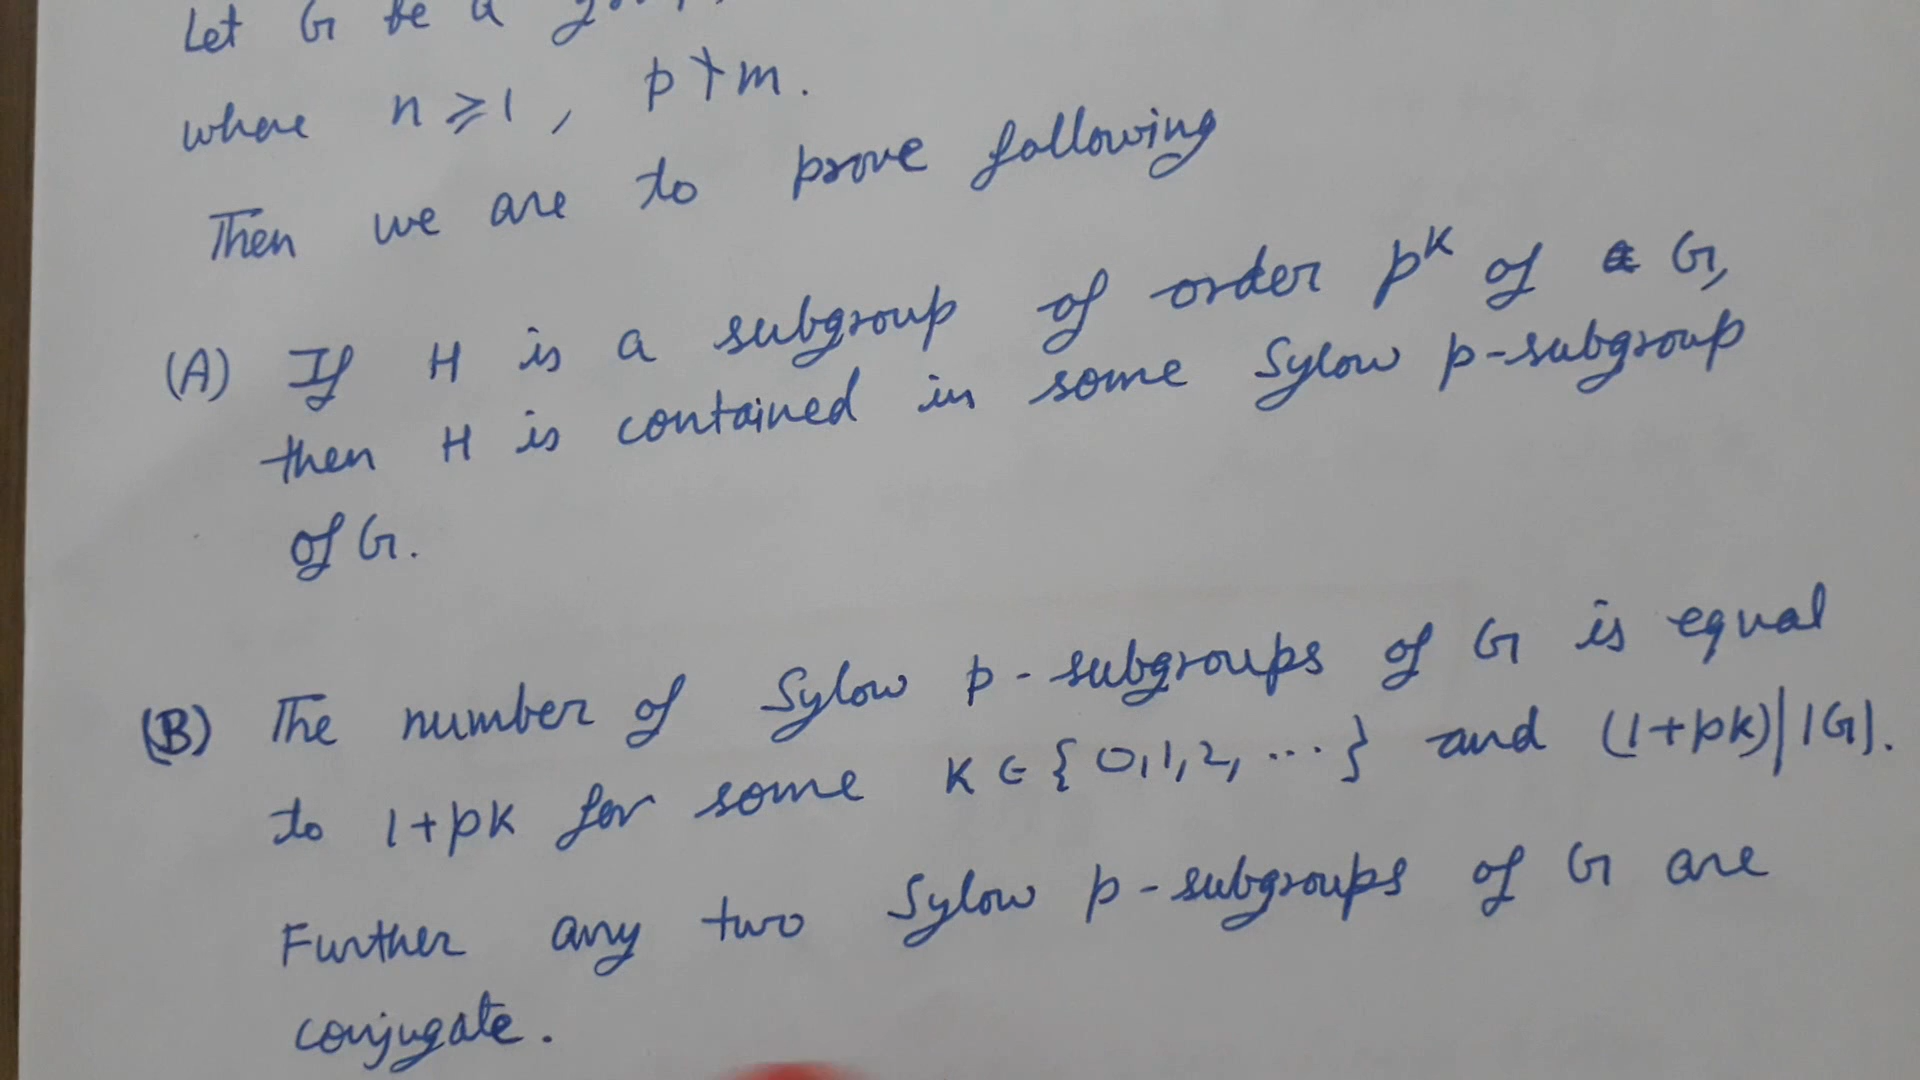 Let G be a
where n ≥ 1, p ∤ m.
Then we are to prove following
(A) If H is a subgroup of order p^k of G,
then H is contained in some Sylow p-subgroup
of G.
(B) The number of Sylow p-subgroups of G is equal
to 1+pk for some k ∈ {0,1,2, ...} and (1+pk)||G|.
Further any two Sylow p-subgroups of G are
conjugate.